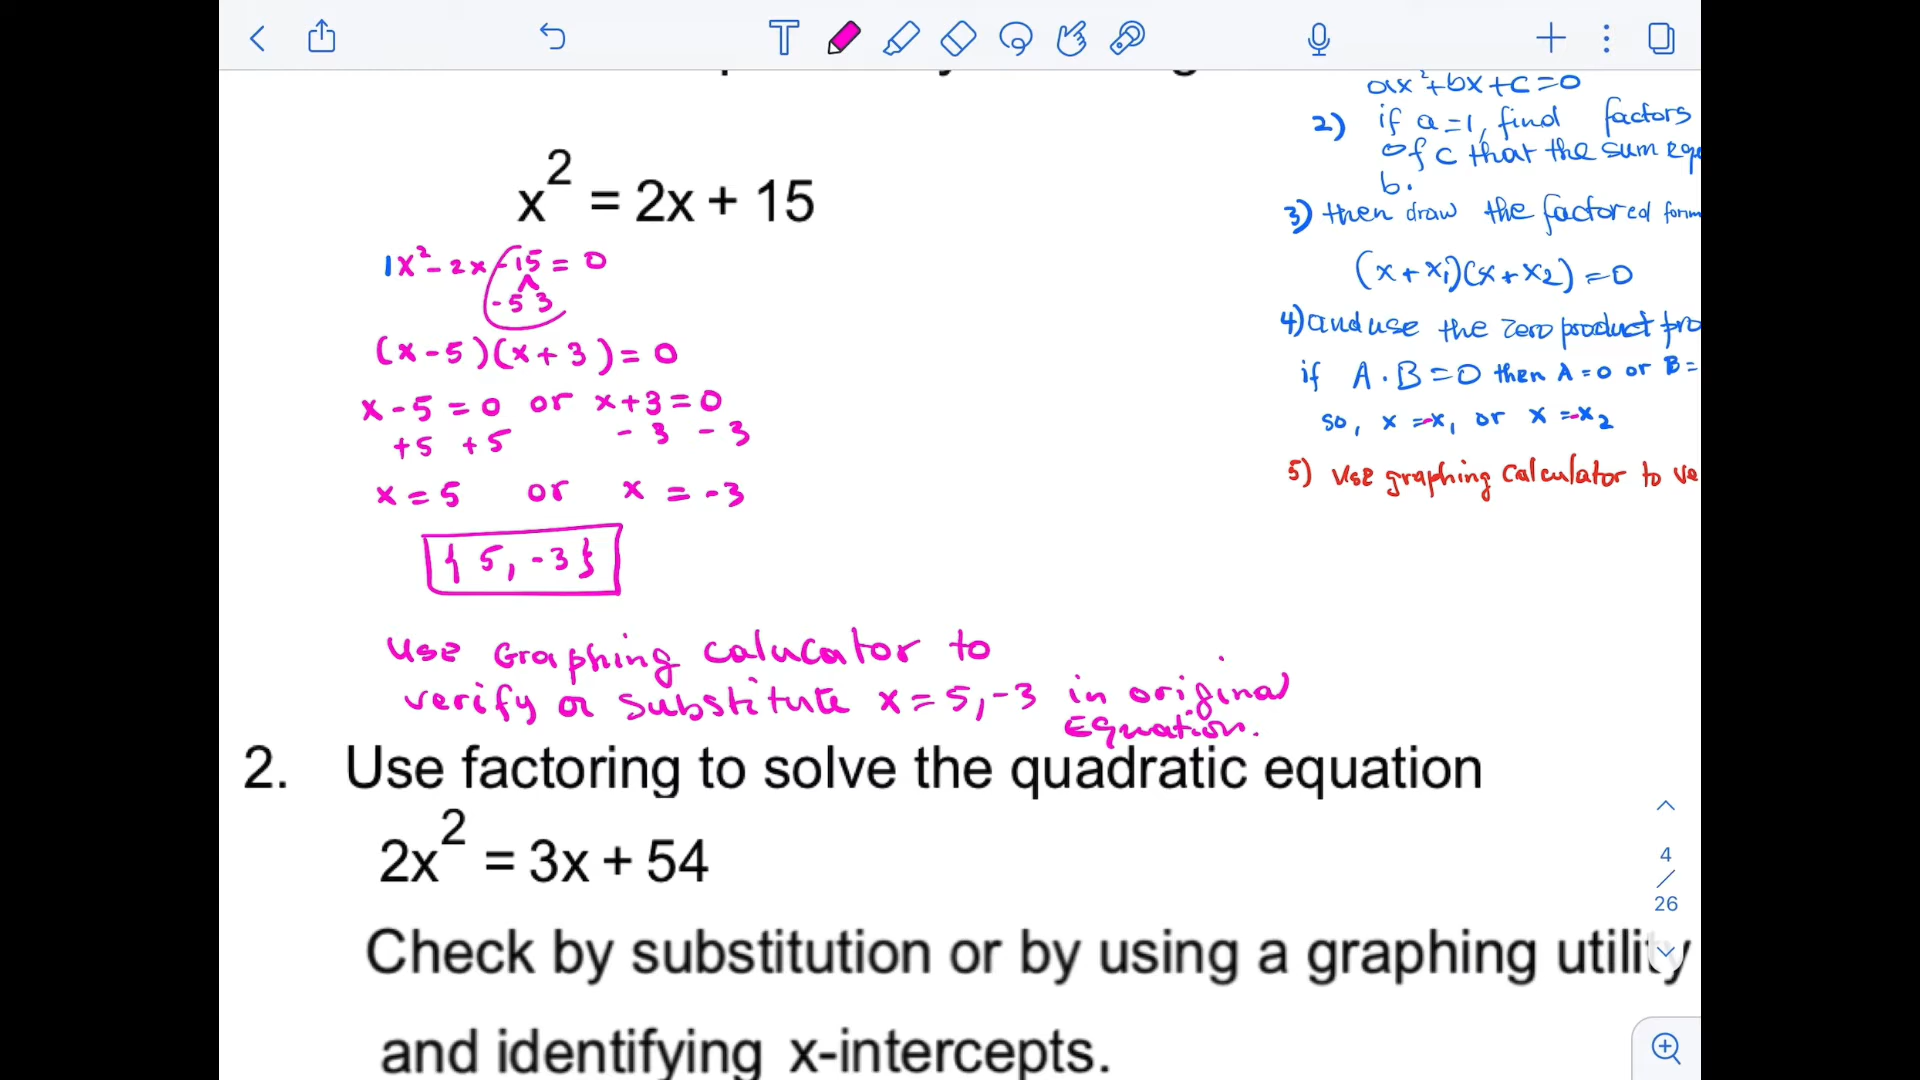 x² = 2x + 15
1x² - 2x - 15 = 0
-5 3
(x - 5)(x + 3) = 0
x - 5 = 0 or x + 3 = 0
+5 +5 - 3 - 3
x = 5 or x = -3
{ 5, -3 }
Use Graphing calucator to
verify or substitute x = 5, -3 in original
Equation.
ax² + bx + c = 0
2) if a = 1, find factors
of c that the sum equ
b.
3) then draw the factored form
(x + x₁)(x + x₂) = 0
4) and use the zero product pro
if A · B = 0 then A = 0 or B =
so, x = -x₁ or x = -x₂
5) Use graphing calculator to ve
2. Use factoring to solve the quadratic equation
2x² = 3x + 54
Check by substitution or by using a graphing utility
and identifying x-intercepts.
4
/
26